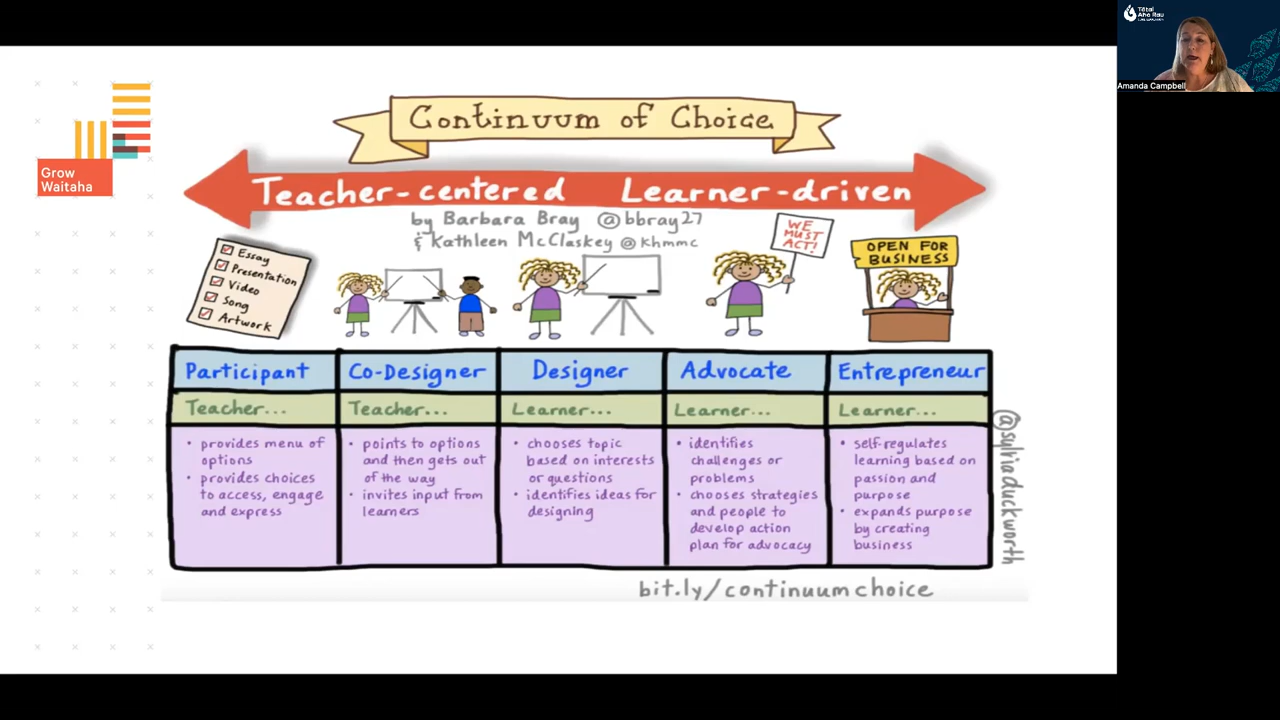 Grow
Waitaha
Continuum of Choice
Teacher-centered Learner-driven
by Barbara Bray @bbray27
& Kathleen McClaskey @khmmc
Essay
Presentation
Video
Song
Artwork
WE
MUST
ACT!
OPEN FOR
BUSINESS
Participant
Teacher...
• provides menu of
options
• provides choices
to access, engage
and express
Co-Designer
Teacher...
• points to options
and then gets out
of the way
• invites input from
learners
Designer
Learner...
• chooses topic
based on interests
or questions
• identifies ideas for
designing
Advocate
Learner...
• identifies
challenges or
problems
• chooses strategies
and people to
develop action
plan for advocacy
Entrepreneur
Learner...
• self-regulates
learning based on
passion and
purpose
• expands purpose
by creating
business
@sylviaduckworth
bit.ly/continuumchoice
Tātai
Aho Rau
Amanda Campbell